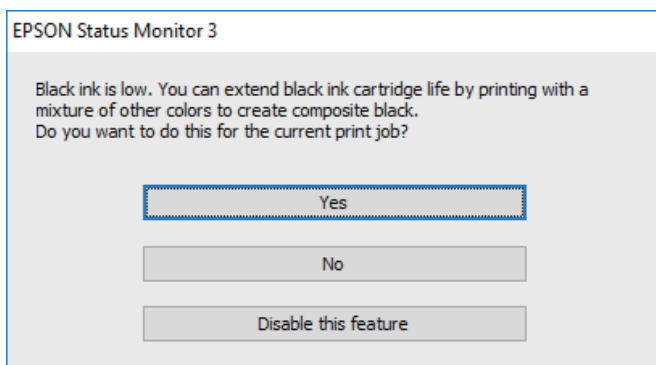 EPSON Status Monitor 3
Black ink is low. You can extend black ink cartridge life by printing with a
mixture of other colors to create composite black.
Do you want to do this for the current print job?
Yes
No
Disable this feature